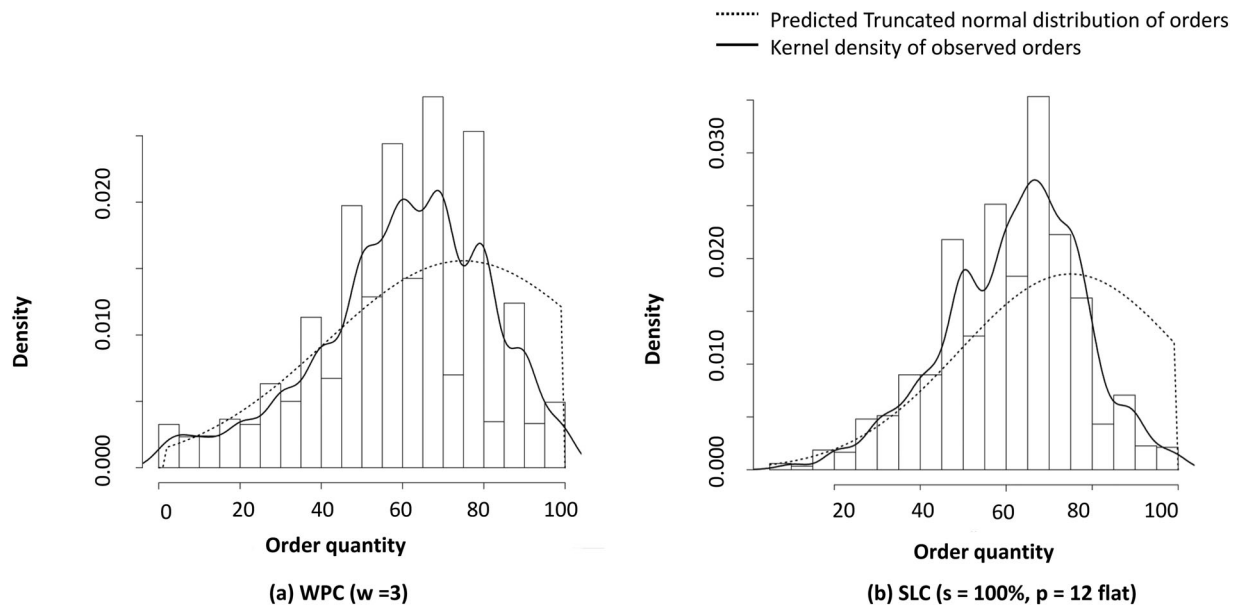 Predicted Truncated normal distribution of orders
Kernel density of observed orders
Density
0.000
0.010
0.020
0
20
40
60
80
100
Order quantity
(a) WPC (w =3)
Density
0.000
0.010
0.020
0.030
20
40
60
80
100
Order quantity
(b) SLC (s = 100%, p = 12 flat)